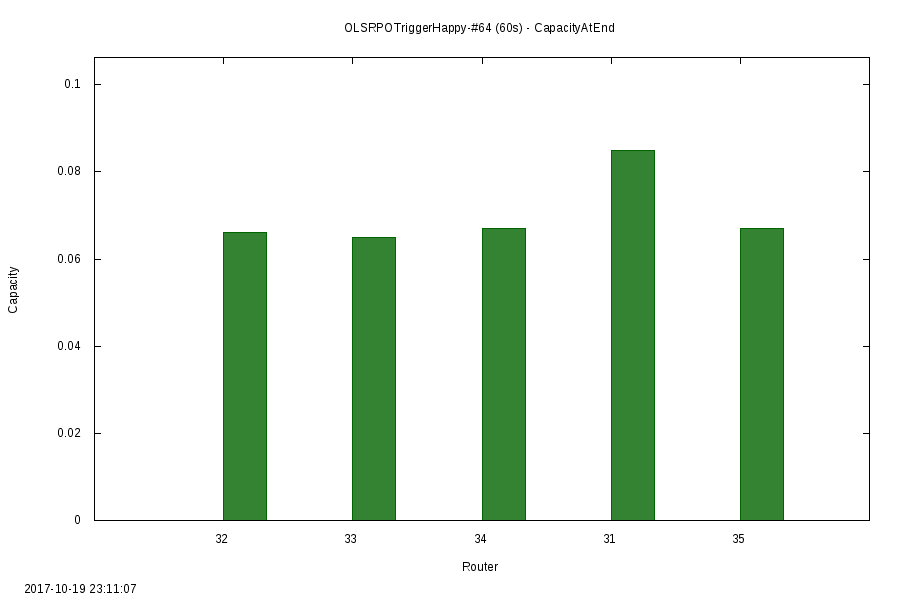 OLSRPOTriggerHappy-#64 (60s) - CapacityAtEnd
0.1
0.08
0.06
0.04
0.02
0
Capacity
32 33 34 31 35
Router
2017-10-19 23:11:07